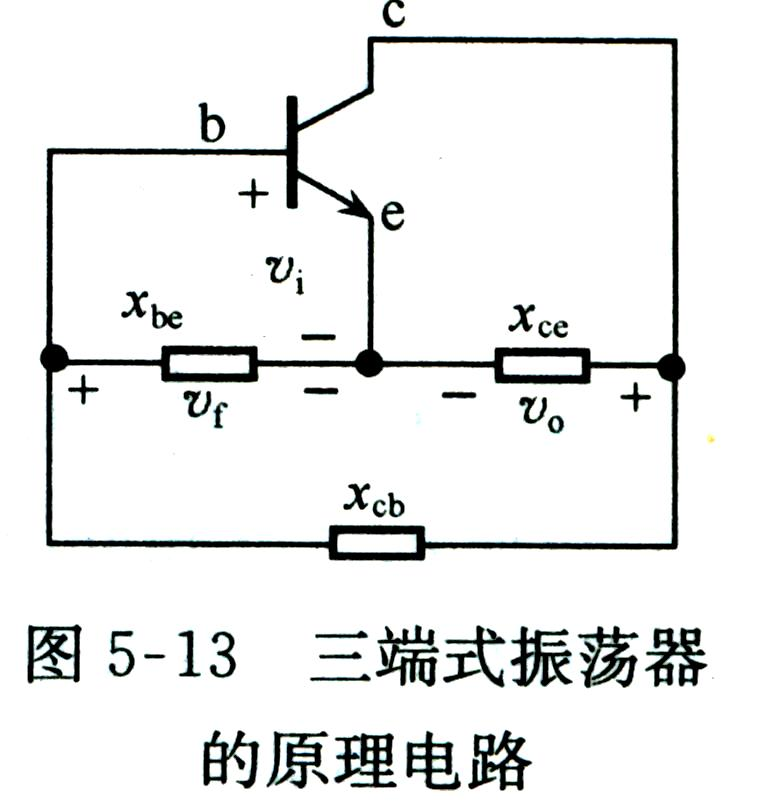 c
b
+
e
v_i
x_be
x_ce
−
+
v_f
−
−
v_o
+
x_cb
图 5-13 三端式振荡器
的原理电路